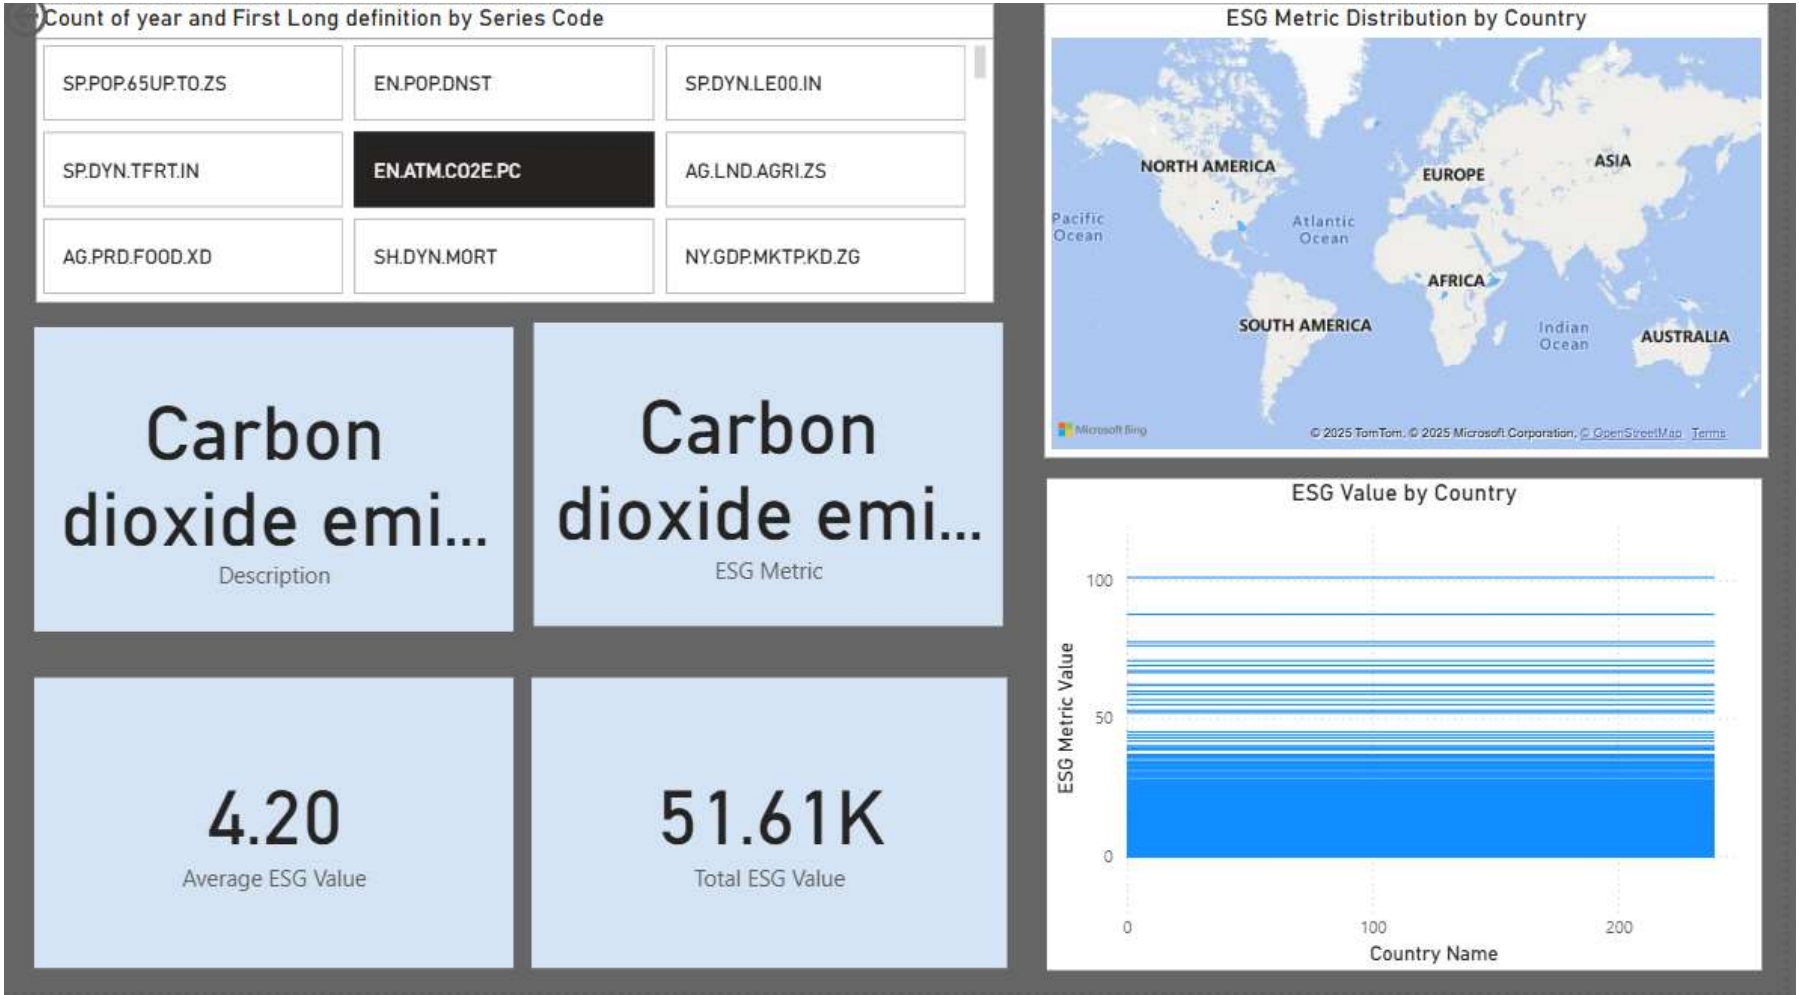 Count of year and First Long definition by Series Code
SP.POP.65UP.TO.ZS
EN.POP.DNST
SP.DYN.LE00.IN
SP.DYN.TFRT.IN
EN.ATM.CO2E.PC
AG.LND.AGRI.ZS
AG.PRD.FOOD.XD
SH.DYN.MORT
NY.GDP.MKTP.KD.ZG
Carbon
dioxide emi...
Description
Carbon
dioxide emi...
ESG Metric
4.20
Average ESG Value
51.61K
Total ESG Value
ESG Metric Distribution by Country
NORTH AMERICA
EUROPE
ASIA
Pacific
Ocean
Atlantic
Ocean
AFRICA
SOUTH AMERICA
Indian
Ocean
AUSTRALIA
Microsoft Bing
© 2025 TomTom, © 2025 Microsoft Corporation, © OpenStreetMap Terms
ESG Value by Country
ESG Metric Value
100
50
0
0
100
200
Country Name